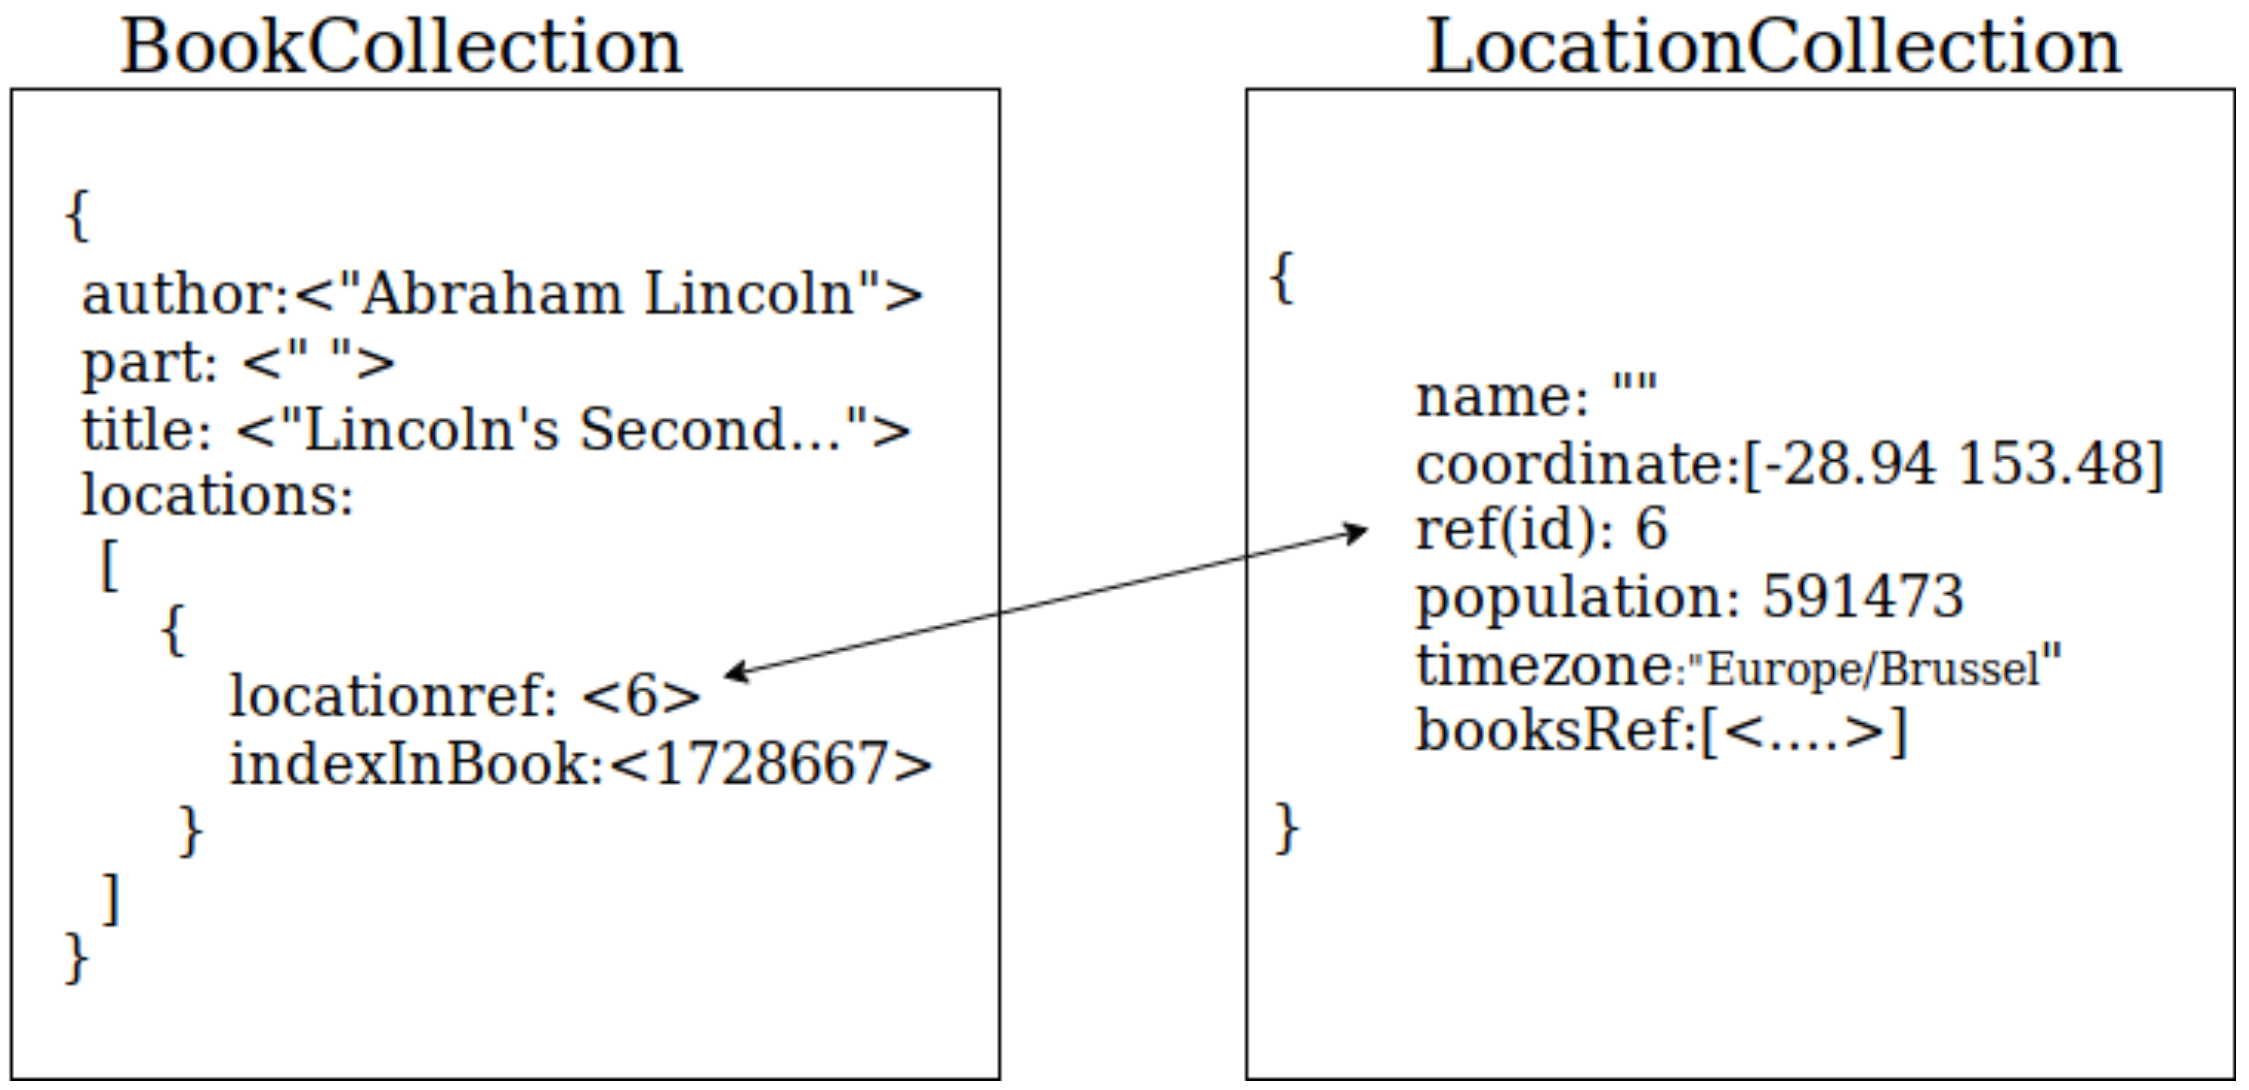 BookCollection
{
author:<"Abraham Lincoln">
part: <" ">
title: <"Lincoln's Second...">
locations:
[
{
locationref: <6>
indexInBook:<1728667>
}
]
}
LocationCollection
{
name: ""
coordinate:[-28.94 153.48]
ref(id): 6
population: 591473
timezone:"Europe/Brussel"
booksRef:[<....>]
}